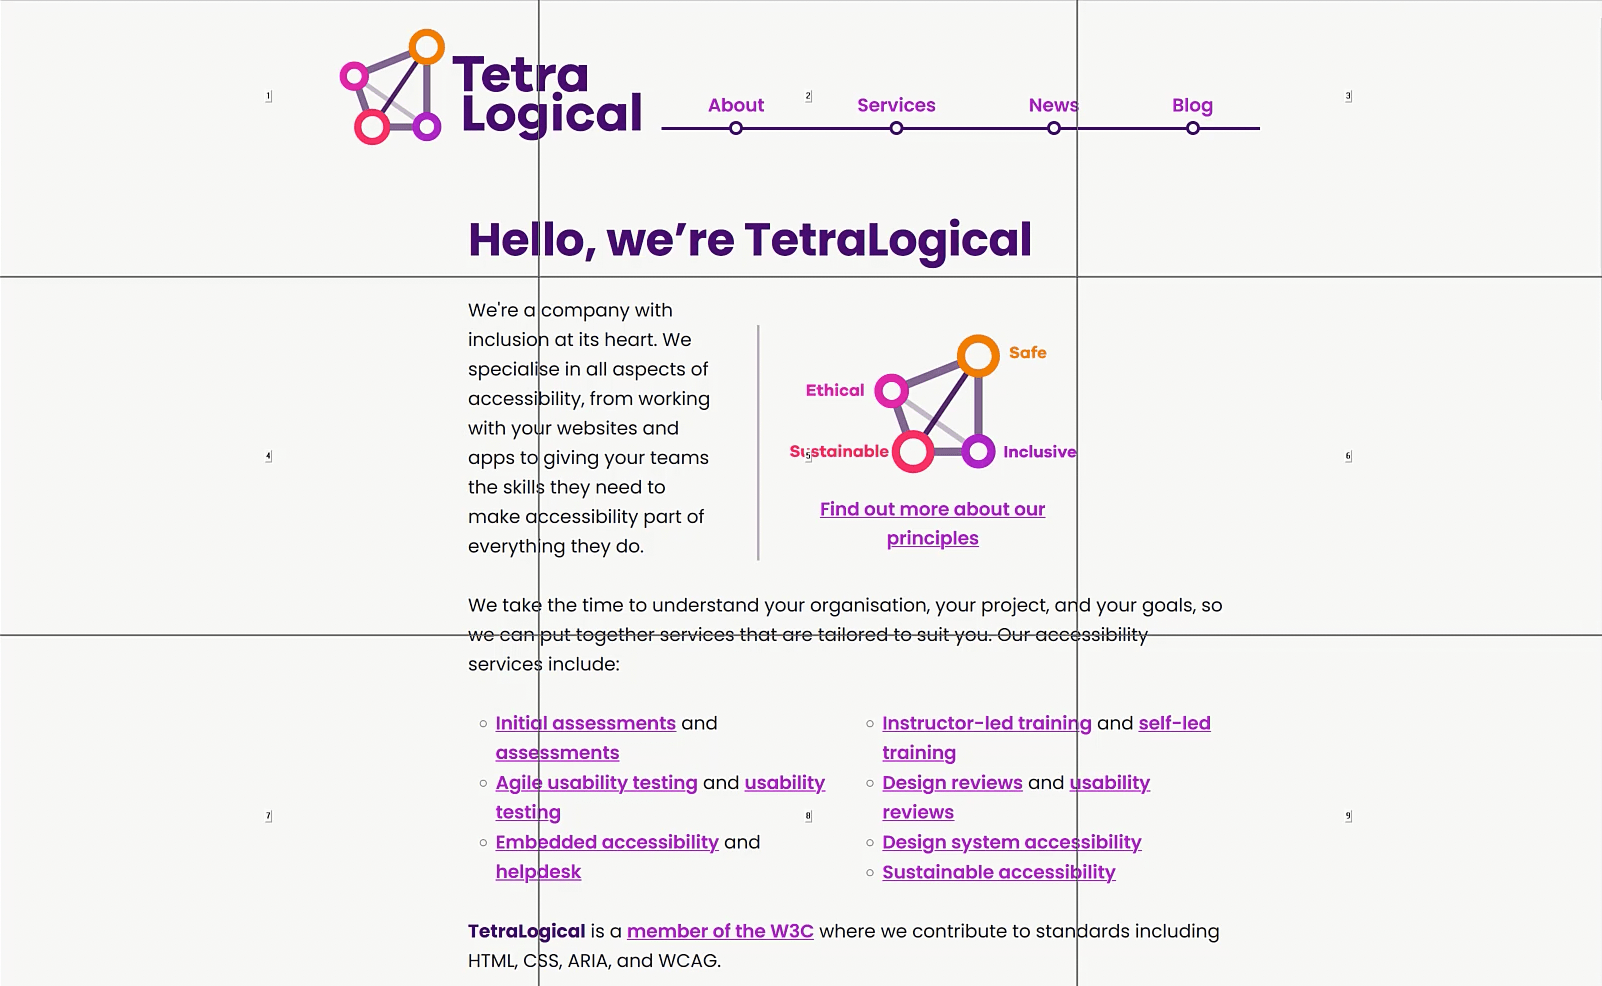 Tetra
Logical
About
Services
News
Blog
1
2
3
Hello, we’re TetraLogical
We're a company with
inclusion at its heart. We
specialise in all aspects of
accessibility, from working
with your websites and
apps to giving your teams
the skills they need to
make accessibility part of
everything they do.
Safe
Ethical
Sustainable
Inclusive
4
5
6
Find out more about our
principles
We take the time to understand your organisation, your project, and your goals, so
we can put together services that are tailored to suit you. Our accessibility
services include:
Initial assessments and
assessments
Agile usability testing and usability
testing
Embedded accessibility and
helpdesk
Instructor-led training and self-led
training
Design reviews and usability
reviews
Design system accessibility
Sustainable accessibility
7
8
9
TetraLogical is a member of the W3C where we contribute to standards including
HTML, CSS, ARIA, and WCAG.